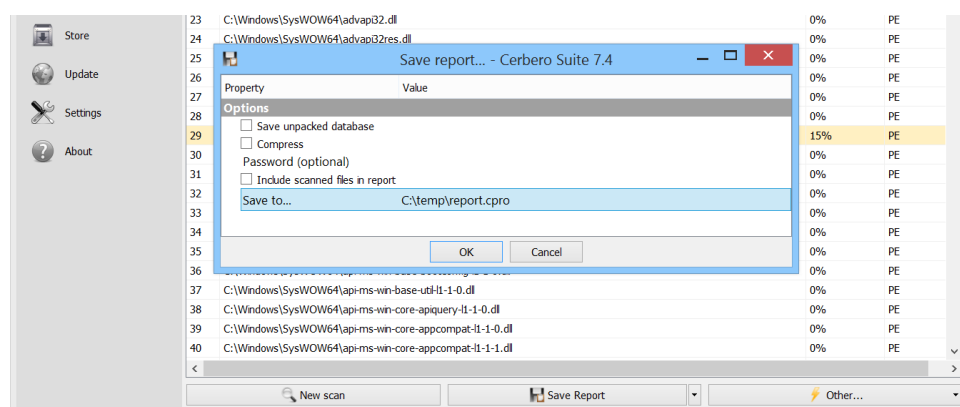 23 C:\Windows\SysWOW64\advapi32.dll 0% PE
Store
24 C:\Windows\SysWOW64\advapi32res.dll 0% PE
25 Save report... - Cerbero Suite 7.4 0% PE
Update
26 0% PE
Property Value
27 0% PE
Options
Settings
28 0% PE
Save unpacked database
29 15% PE
Compress
About
30 0% PE
Password (optional)
31 Include scanned files in report 0% PE
32 Save to... C:\temp\report.cpro 0% PE
33 0% PE
34 0% PE
35 OK Cancel 0% PE
36 0% PE
37 C:\Windows\SysWOW64\api-ms-win-base-util-l1-1-0.dll 0% PE
38 C:\Windows\SysWOW64\api-ms-win-core-apiquery-l1-1-0.dll 0% PE
39 C:\Windows\SysWOW64\api-ms-win-core-appcompat-l1-1-0.dll 0% PE
40 C:\Windows\SysWOW64\api-ms-win-core-appcompat-l1-1-1.dll 0% PE
New scan Save Report Other...